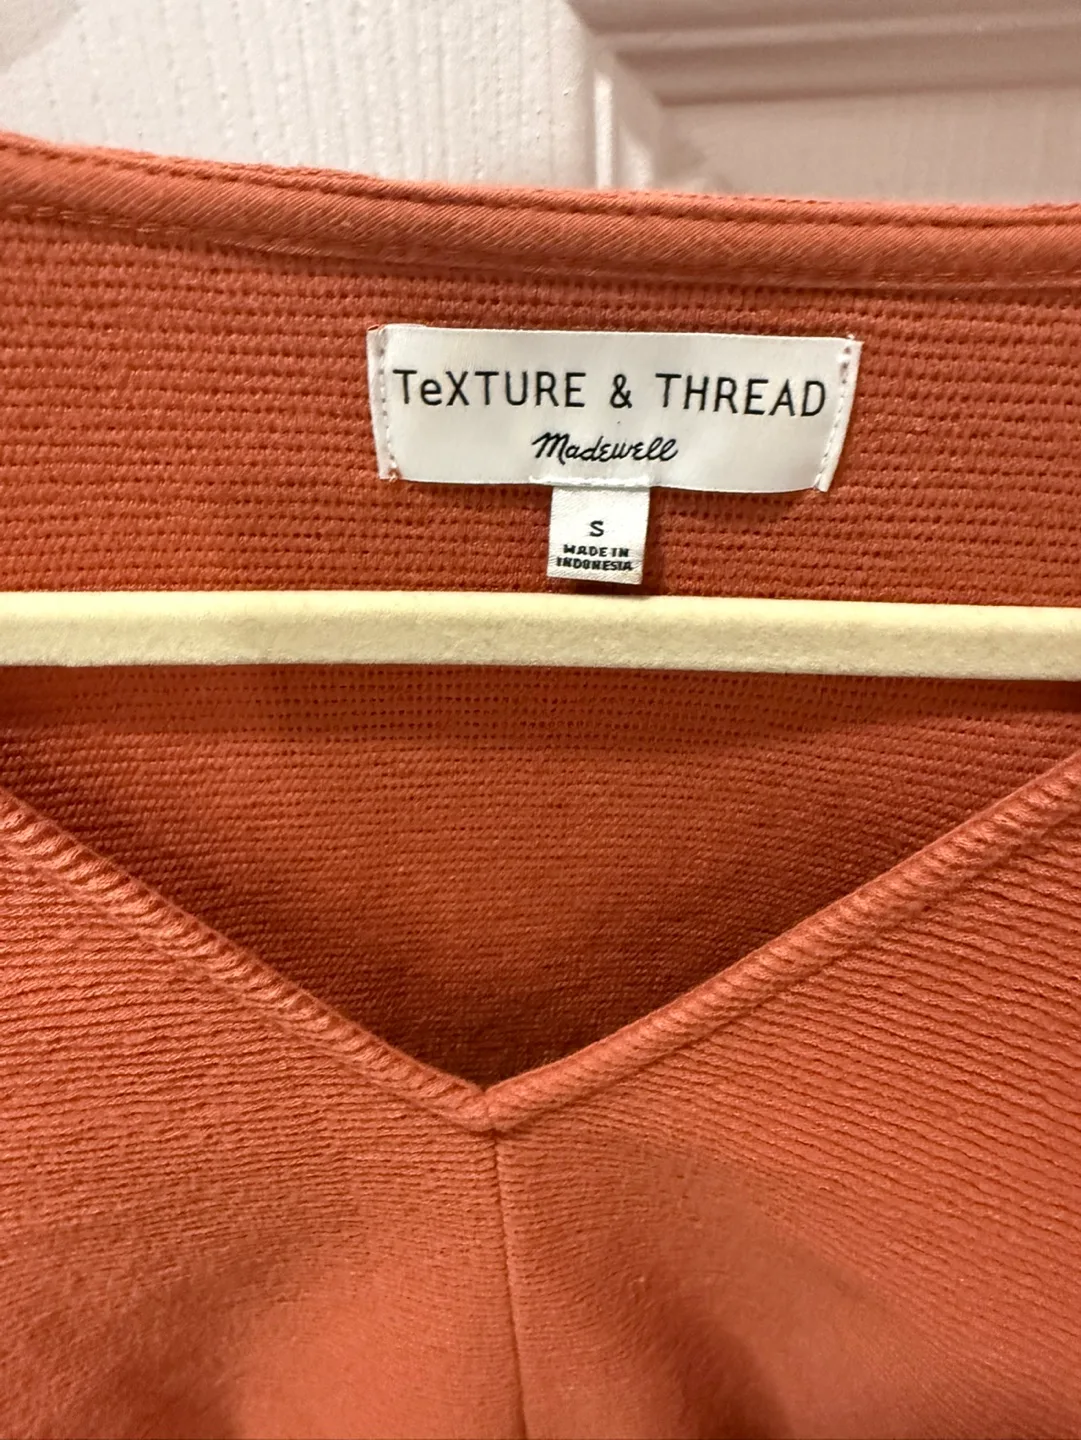 TeXTURE & THREAD
Madewell
S
MADE IN
INDONESIA